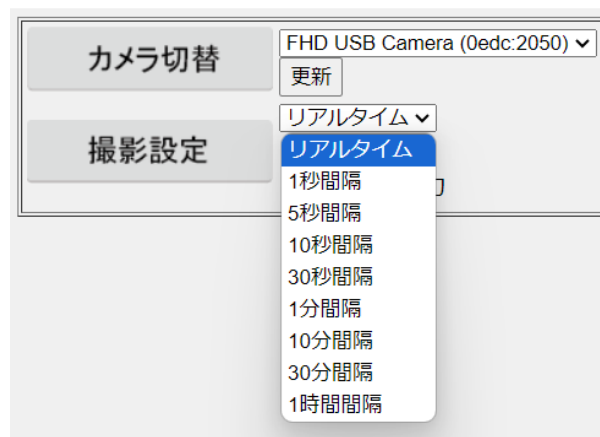 カメラ切替
FHD USB Camera (0edc:2050)
更新
撮影設定
リアルタイム
リアルタイム
1秒間隔
5秒間隔
10秒間隔
30秒間隔
1分間隔
10分間隔
30分間隔
1時間間隔